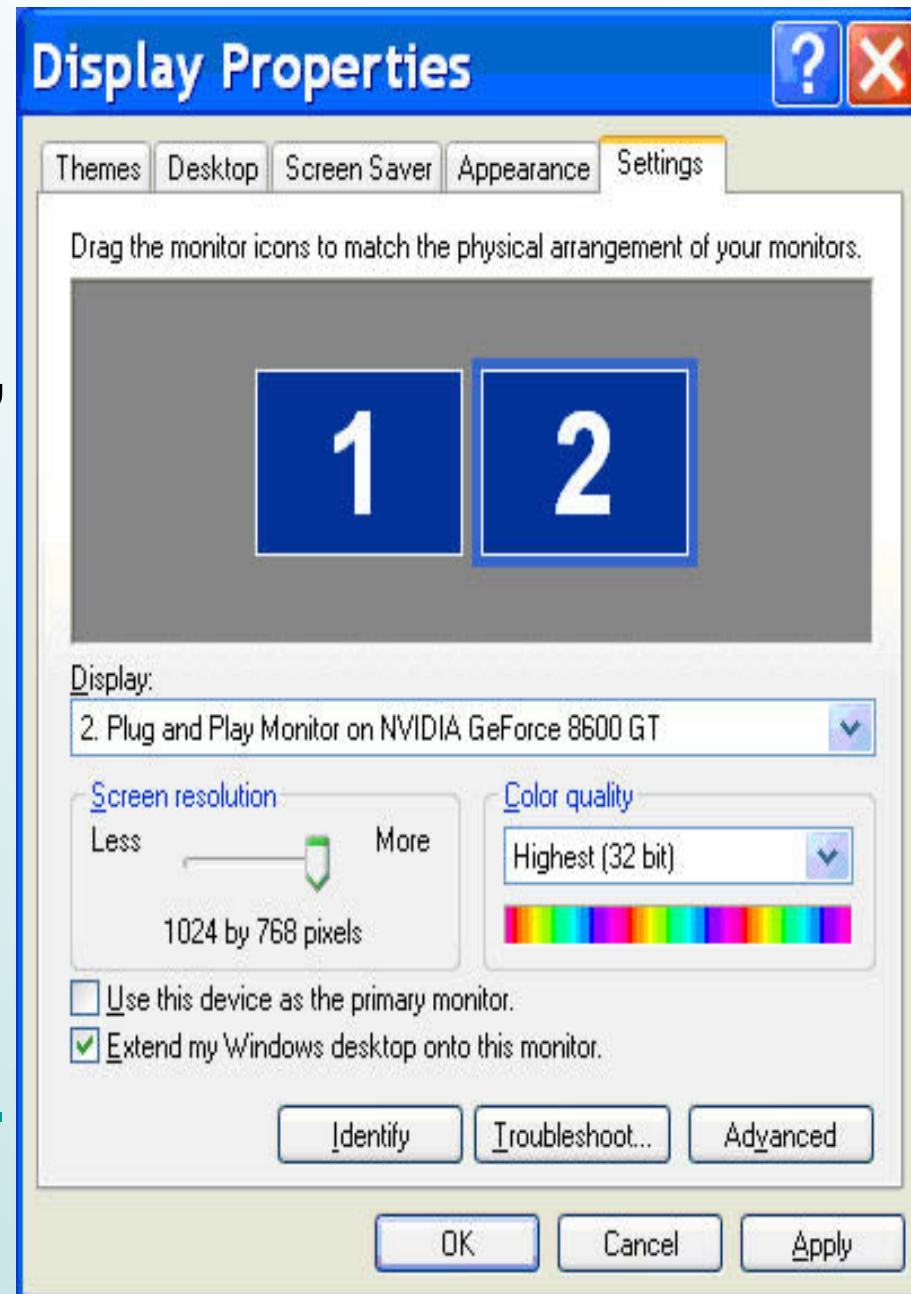 Display Properties
Themes Desktop Screen Saver Appearance Settings
Drag the monitor icons to match the physical arrangement of your monitors.
1 2
Display:
2. Plug and Play Monitor on NVIDIA GeForce 8600 GT
Screen resolution Color quality
Less More Highest (32 bit)
1024 by 768 pixels
Use this device as the primary monitor.
Extend my Windows desktop onto this monitor.
Identify Troubleshoot... Advanced
OK Cancel Apply